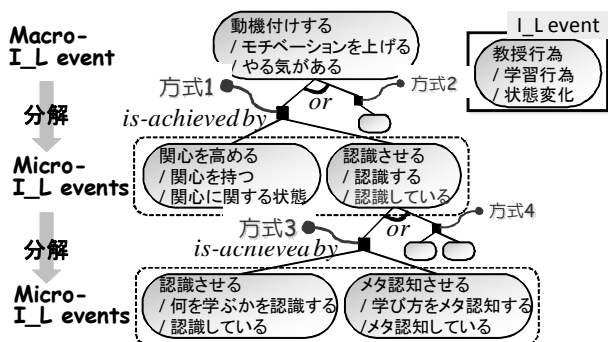 I_L event
教授行為
/ 学習行為
/ 状態変化
Macro-
I_L event
動機付けする
/ モチベーションを上げる
/ やる気がある
方式1
方式2
or
is-achieved by
分解
Micro-
I_L events
関心を高める
/ 関心を持つ
/ 関心に関する状態
認識させる
/ 認識する
/ 認識している
方式3
方式4
or
is-achieved by
分解
Micro-
I_L events
認識させる
/ 何を学ぶかを認識する
/ 認識している
メタ認知させる
/ 学び方をメタ認知する
/メタ認知している